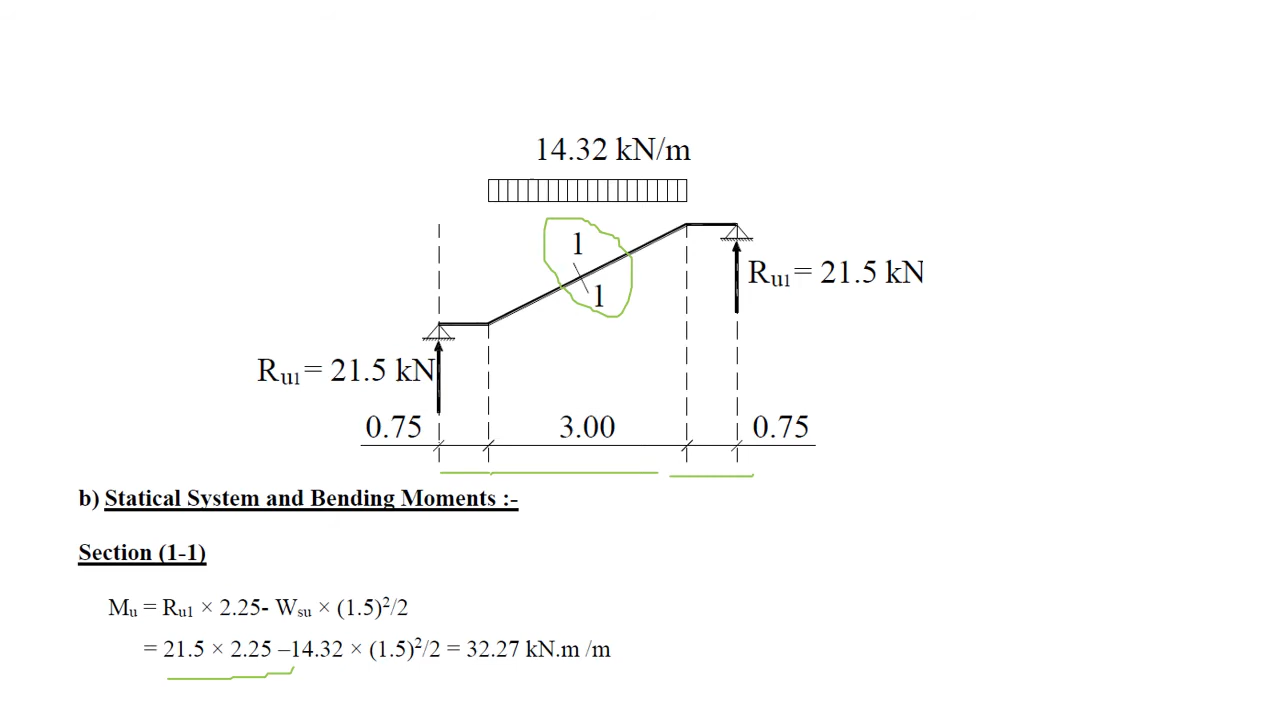 14.32 kN/m
1
1
Ru1 = 21.5 kN
Ru1 = 21.5 kN
0.75 3.00 0.75
b) Statical System and Bending Moments :-
Section (1-1)
Mu = Ru1 × 2.25- Wsu × (1.5)²/2
= 21.5 × 2.25 –14.32 × (1.5)²/2 = 32.27 kN.m /m